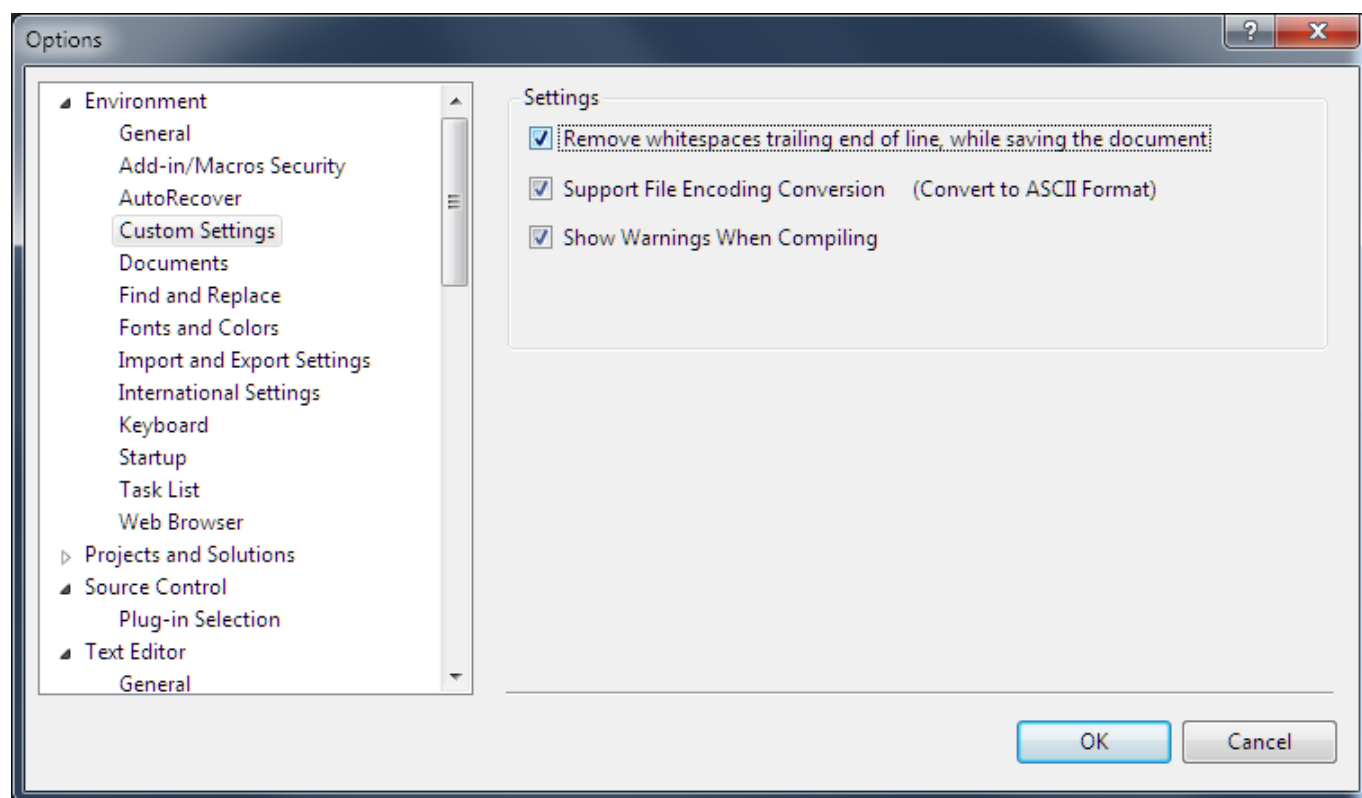 Options
Environment
General
Add-in/Macros Security
AutoRecover
Custom Settings
Documents
Find and Replace
Fonts and Colors
Import and Export Settings
International Settings
Keyboard
Startup
Task List
Web Browser
Projects and Solutions
Source Control
Plug-in Selection
Text Editor
General
Settings
Remove whitespaces trailing end of line, while saving the document
Support File Encoding Conversion (Convert to ASCII Format)
Show Warnings When Compiling
OK
Cancel